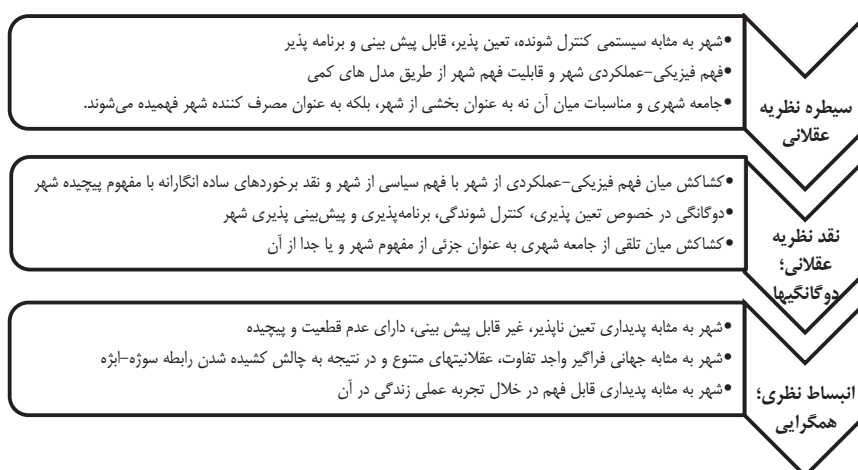 •شهر به مثابه سیستمی کنترل شونده، تعین پذیر، قابل پیش بینی و برنامه پذیر
•فهم فیزیکی-عملکردی شهر و قابلیت فهم شهر از طریق مدل های کمی
•جامعه شهری و مناسبات میان آن نه به عنوان بخشی از شهر، بلکه به عنوان مصرف کننده شهر فهمیده می‌شوند.
سیطره نظریه
عقلانی
•کشاکش میان فهم فیزیکی-عملکردی از شهر با فهم سیاسی از شهر و نقد برخوردهای ساده انگارانه با مفهوم پیچیده شهر
•دوگانگی در خصوص تعین پذیری، کنترل شوندگی، برنامه‌پذیری و پیش‌بینی پذیری شهر
•کشاکش میان تلقی از جامعه شهری به عنوان جزئی از مفهوم شهر و یا جدا از آن
نقد نظریه
عقلانی؛
دوگانگیها
•شهر به مثابه پدیداری تعین ناپذیر، غیر قابل پیش بینی، دارای عدم قطعیت و پیچیده
•شهر به مثابه جهانی فراگیر واجد تفاوت، عقلانیتهای متنوع و در نتیجه به چالش کشیده شدن رابطه سوژه-ابژه
•شهر به مثابه پدیداری قابل فهم در خلال تجربه عملی زندگی در آن
انبساط نظری؛
همگرایی